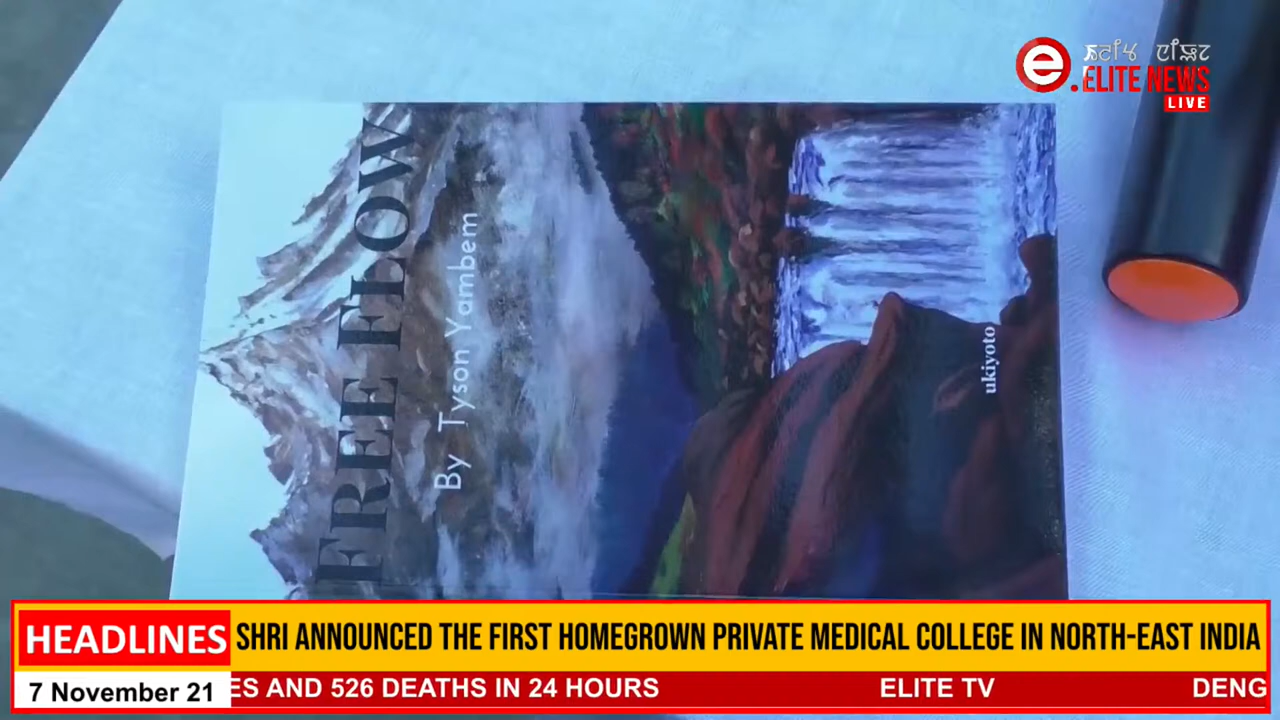 ELITE NEWS
LIVE
FREE FLOW
By Tyson Yambem
ukiyoto
HEADLINES
SHRI ANNOUNCED THE FIRST HOMEGROWN PRIVATE MEDICAL COLLEGE IN NORTH-EAST INDIA
7 November 21
ES AND 526 DEATHS IN 24 HOURS ELITE TV DENG